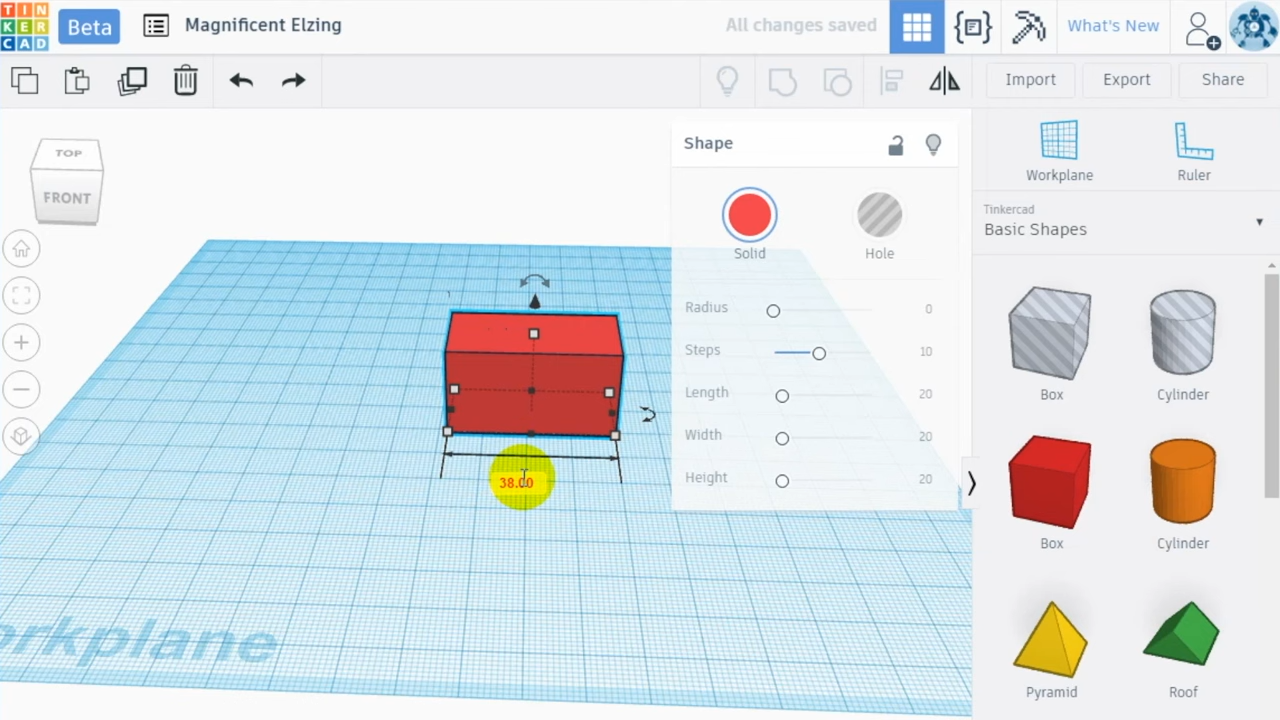 TIN
KER
CAD
Beta
Magnificent Elzing
All changes saved
What's New
Import
Export
Share
TOP
FRONT
Shape
Solid
Hole
Radius 0
Steps 10
Length 20
Width 20
Height 20
38.00
Workplane
Ruler
Tinkercad
Basic Shapes
Box
Cylinder
Box
Cylinder
Pyramid
Roof
orkplane